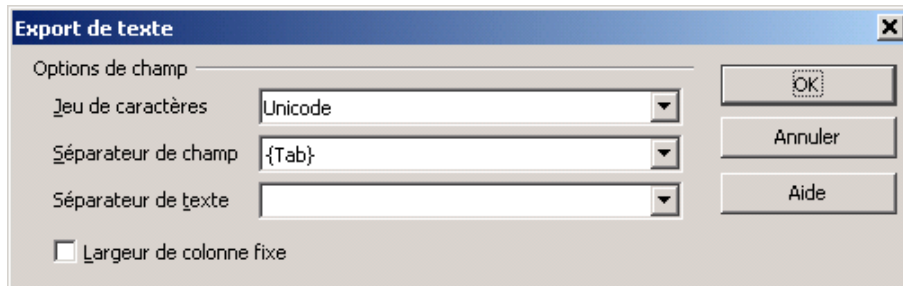 Export de texte
Options de champ
Jeu de caractères Unicode
Séparateur de champ {Tab}
Séparateur de texte
Largeur de colonne fixe
OK
Annuler
Aide